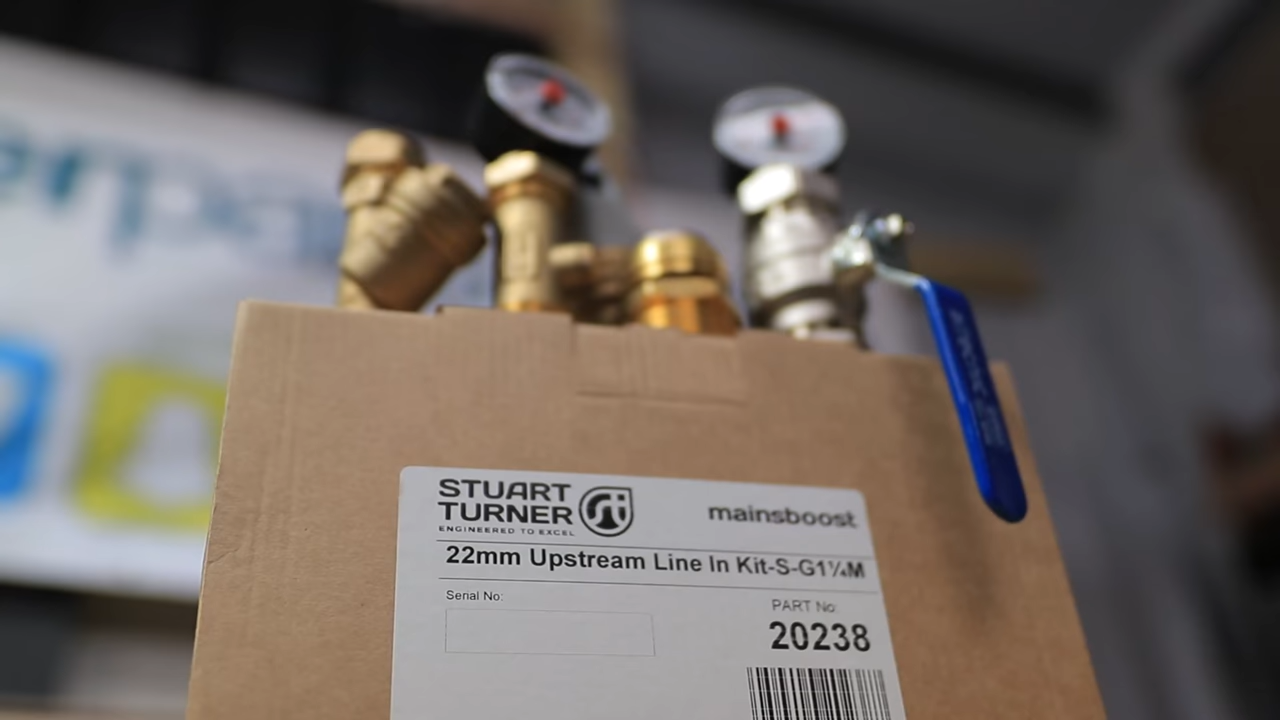 STUART
TURNER
ENGINEERED TO EXCEL
mainsboost
22mm Upstream Line In Kit-S-G1¼M
Serial No:
PART No:
20238